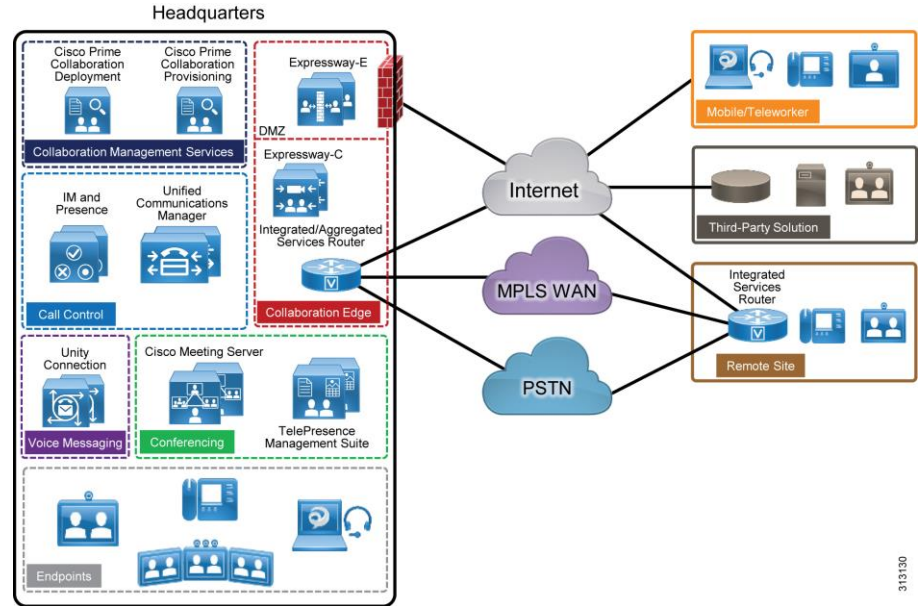 Headquarters
Cisco Prime
Collaboration
Deployment
Cisco Prime
Collaboration
Provisioning
Collaboration Management Services
Expressway-E
DMZ
Expressway-C
Integrated/Aggregated
Services Router
V
Collaboration Edge
IM and
Presence
Unified
Communications
Manager
Call Control
Unity
Connection
Voice Messaging
Cisco Meeting Server
TelePresence
Management Suite
Conferencing
Endpoints
Internet
MPLS WAN
PSTN
Mobile/Teleworker
Third-Party Solution
Integrated
Services
Router
V
Remote Site
313130